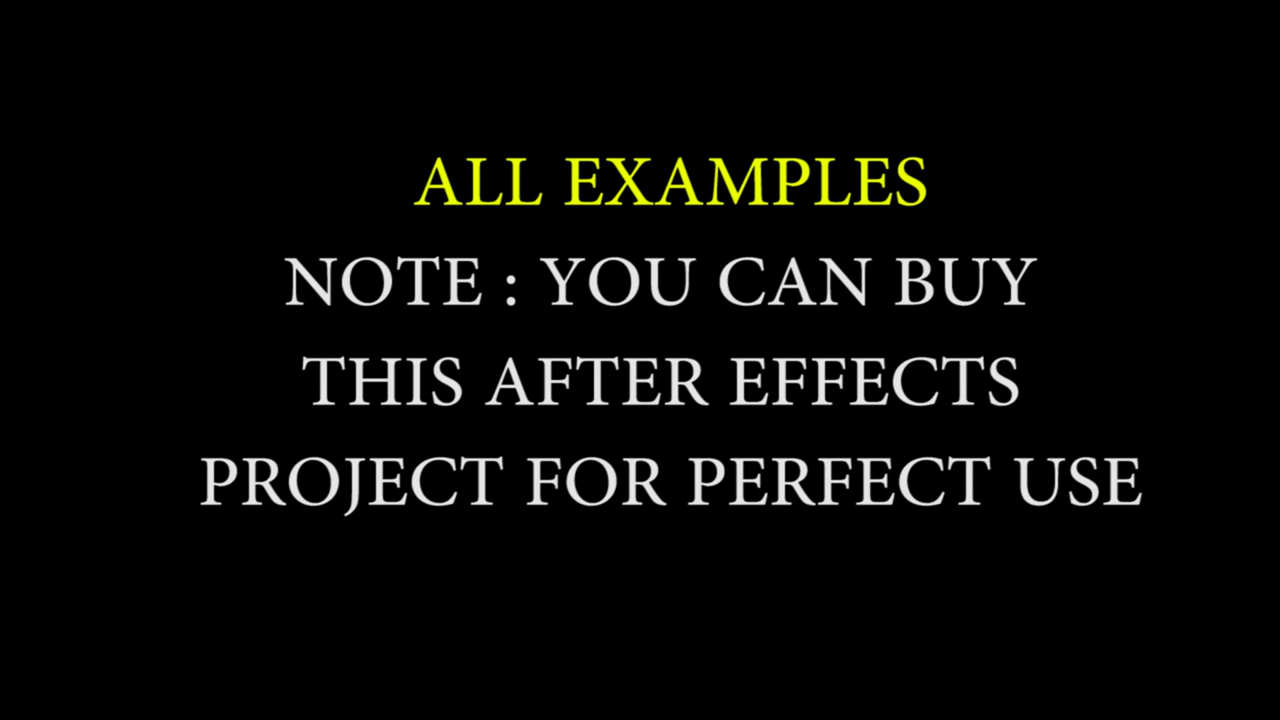 ALL EXAMPLES
NOTE : YOU CAN BUY
THIS AFTER EFFECTS
PROJECT FOR PERFECT USE